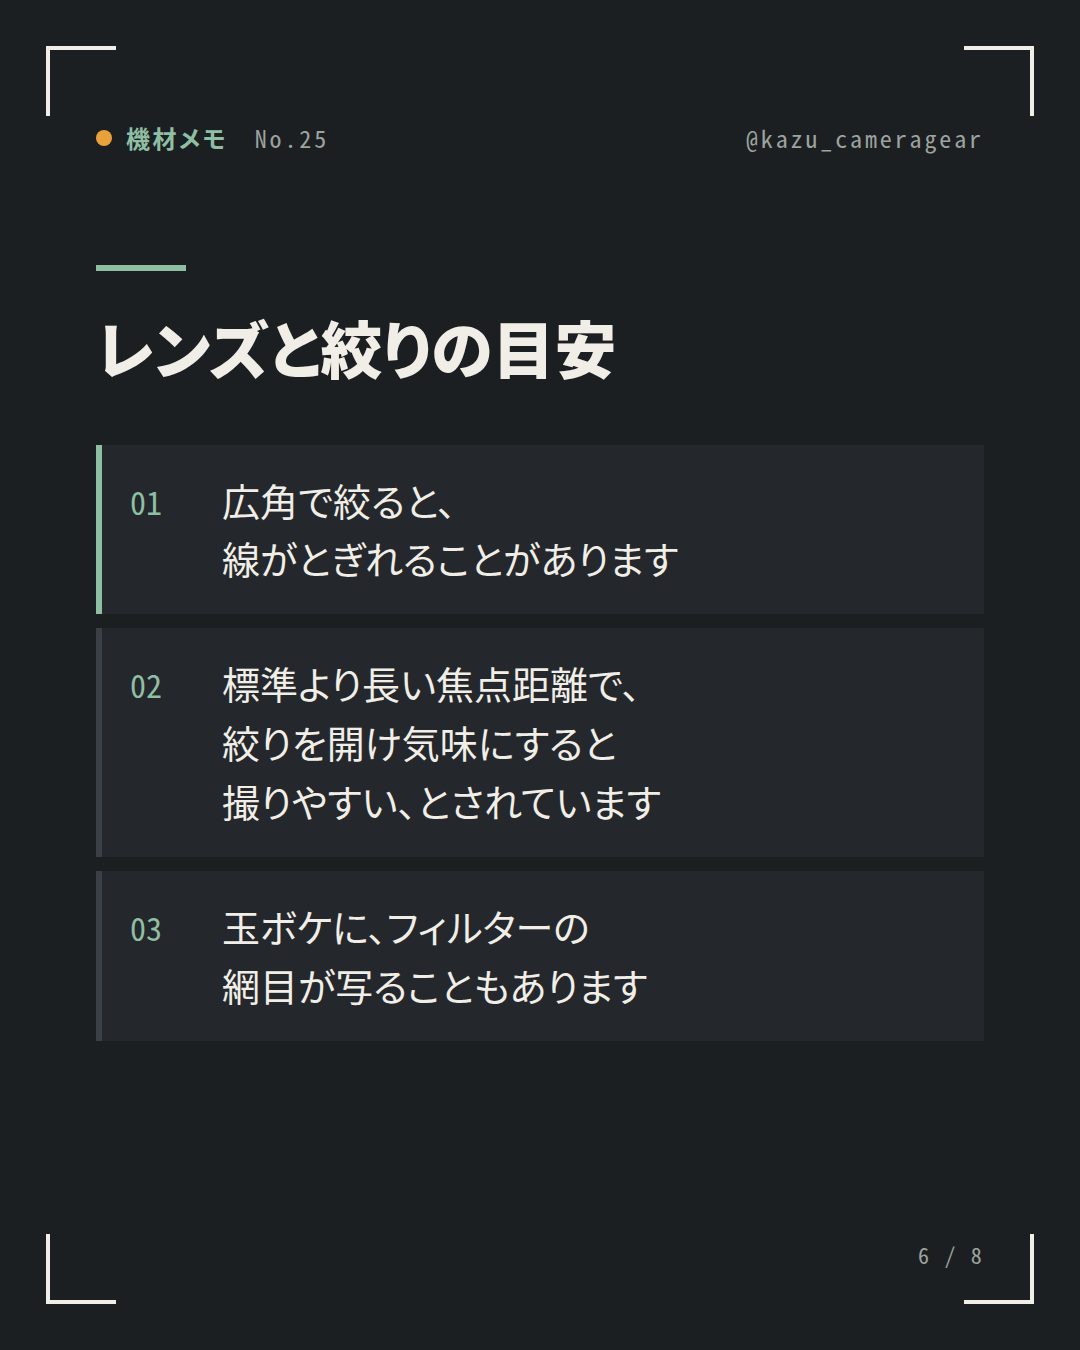 機材メモ No.25
@kazu_cameragear
レンズと絞りの目安
01
広角で絞ると、
線がとぎれることがあります
02
標準より長い焦点距離で、
絞りを開け気味にすると
撮りやすい、とされています
03
玉ボケに、フィルターの
網目が写ることもあります
6 / 8